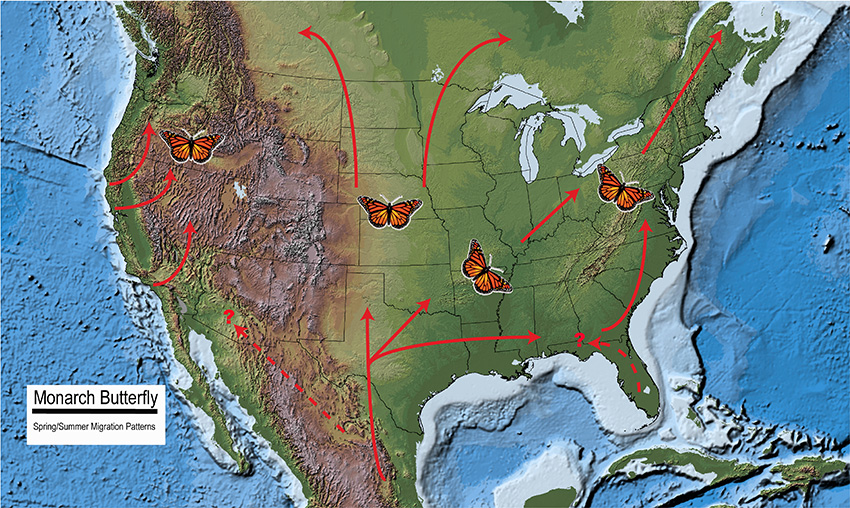 ?
?
Monarch Butterfly
Spring/Summer Migration Patterns